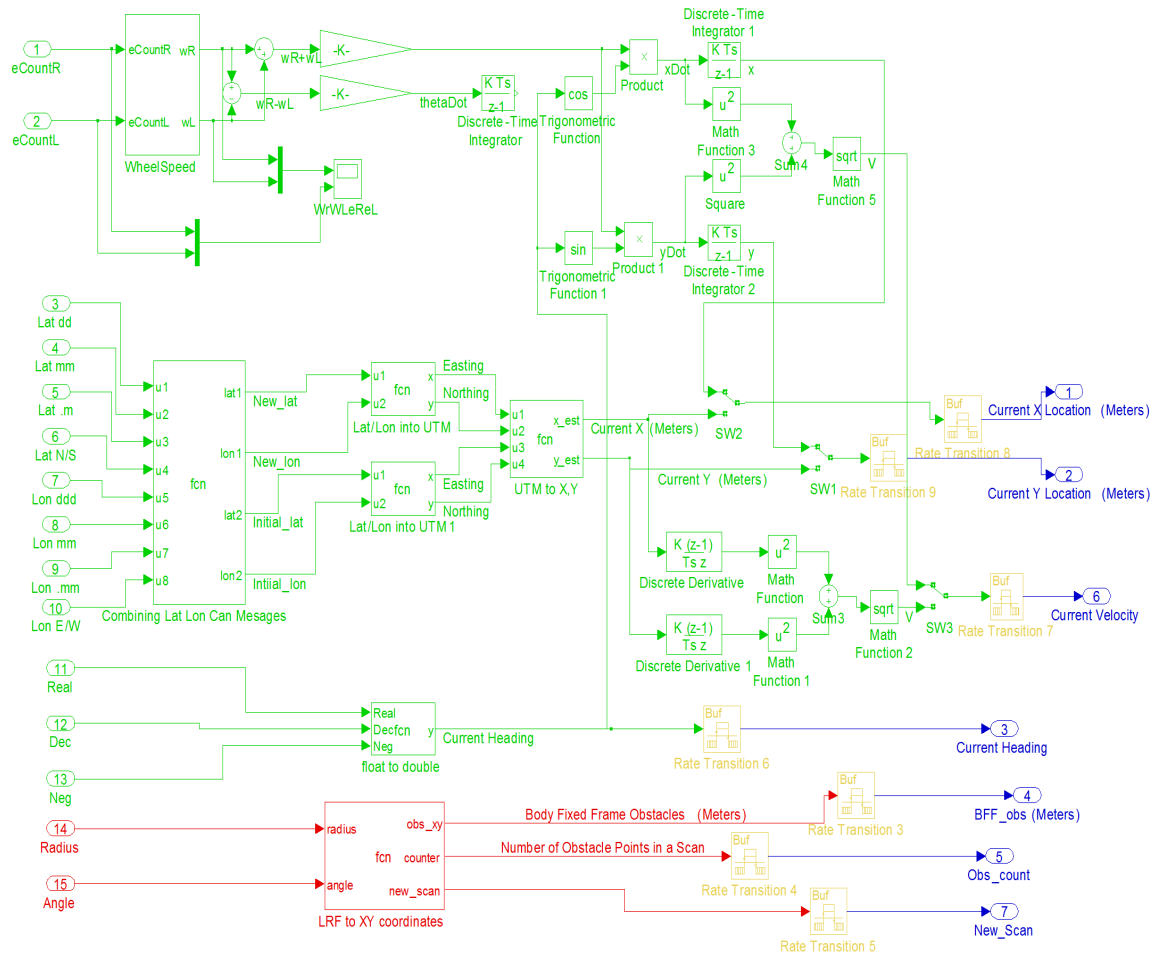 1
eCountR
2
eCountL
eCountR
wR
eCountL
wL
WheelSpeed
wR+wL
wR-wL
-K-
-K-
thetaDot
K Ts
z-1
Discrete-Time
Integrator
WrWLeReL
cos
Trigonometric
Function
sin
Trigonometric
Function 1
×
Product
xDot
×
Product 1
yDot
Discrete-Time
Integrator 1
K Ts
z-1
x
u²
Math
Function 3
u²
Square
K Ts
z-1
y
Discrete-Time
Integrator 2
Sum4
sqrt
V
Math
Function 5
3
Lat dd
4
Lat mm
5
Lat .m
6
Lat N/S
7
Lon ddd
8
Lon mm
9
Lon .mm
10
Lon E/W
u1
u2
u3
u4
u5
u6
u7
u8
fcn
lat1
lon1
lat2
lon2
Combining Lat Lon Can Mesages
New_lat
New_lon
Initial_lat
Intiial_lon
u1
u2
fcn
x
y
Lat/Lon into UTM
Easting
Northing
u1
u2
fcn
x
y
Lat/Lon into UTM 1
Easting
Northing
u1
u2
u3
u4
fcn
x_est
y_est
UTM to X,Y
Current X (Meters)
Current Y (Meters)
SW2
SW1
Buf
Rate Transition 8
Buf
Rate Transition 9
1
Current X Location (Meters)
2
Current Y Location (Meters)
K (z-1)
Ts z
Discrete Derivative
u²
Math
Function
K (z-1)
Ts z
Discrete Derivative 1
u²
Math
Function 1
Sum3
sqrt
V
Math
Function 2
SW3
Buf
Rate Transition 7
6
Current Velocity
11
Real
12
Dec
13
Neg
Real
Dec
fcn
Neg
y
float to double
Current Heading
Buf
Rate Transition 6
3
Current Heading
14
Radius
15
Angle
radius
angle
fcn
obs_xy
counter
new_scan
LRF to XY coordinates
Body Fixed Frame Obstacles (Meters)
Buf
Rate Transition 3
4
BFF_obs (Meters)
Number of Obstacle Points in a Scan
Buf
Rate Transition 4
5
Obs_count
Buf
Rate Transition 5
7
New_Scan